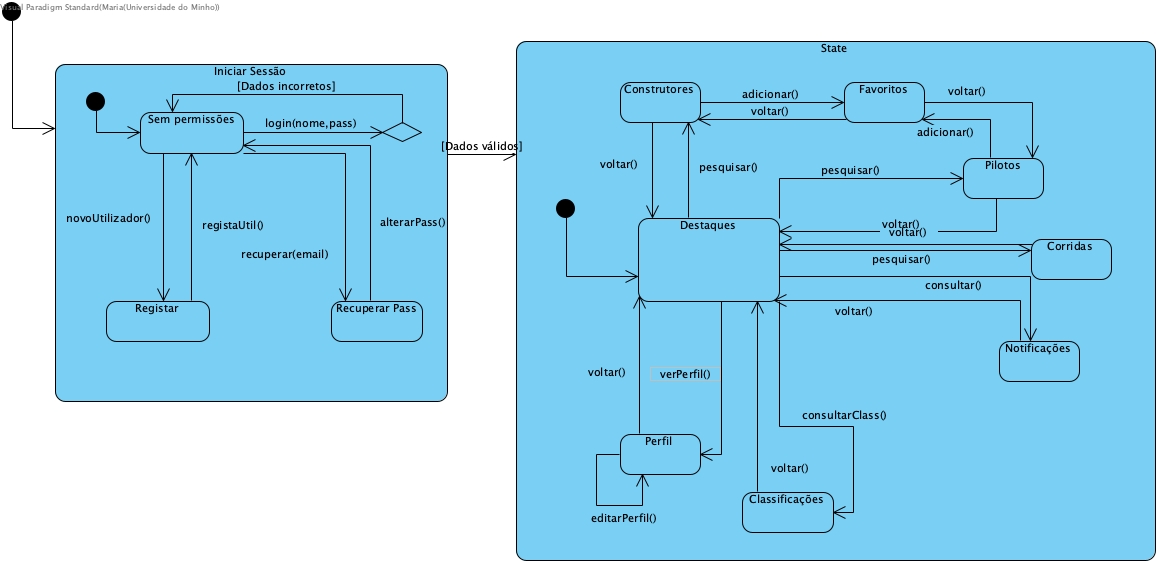 Visual Paradigm Standard(Maria(Universidade do Minho))
Iniciar Sessão
[Dados incorretos]
Sem permissões
login(nome,pass)
novoUtilizador()
registaUtil()
alterarPass()
recuperar(email)
Registar
Recuperar Pass
[Dados válidos]
State
Construtores
adicionar()
Favoritos
voltar()
voltar()
adicionar()
voltar()
pesquisar()
pesquisar()
Pilotos
Destaques
voltar()
voltar()
Corridas
pesquisar()
consultar()
voltar()
Notificações
voltar()
verPerfil()
consultarClass()
Perfil
voltar()
Classificações
editarPerfil()